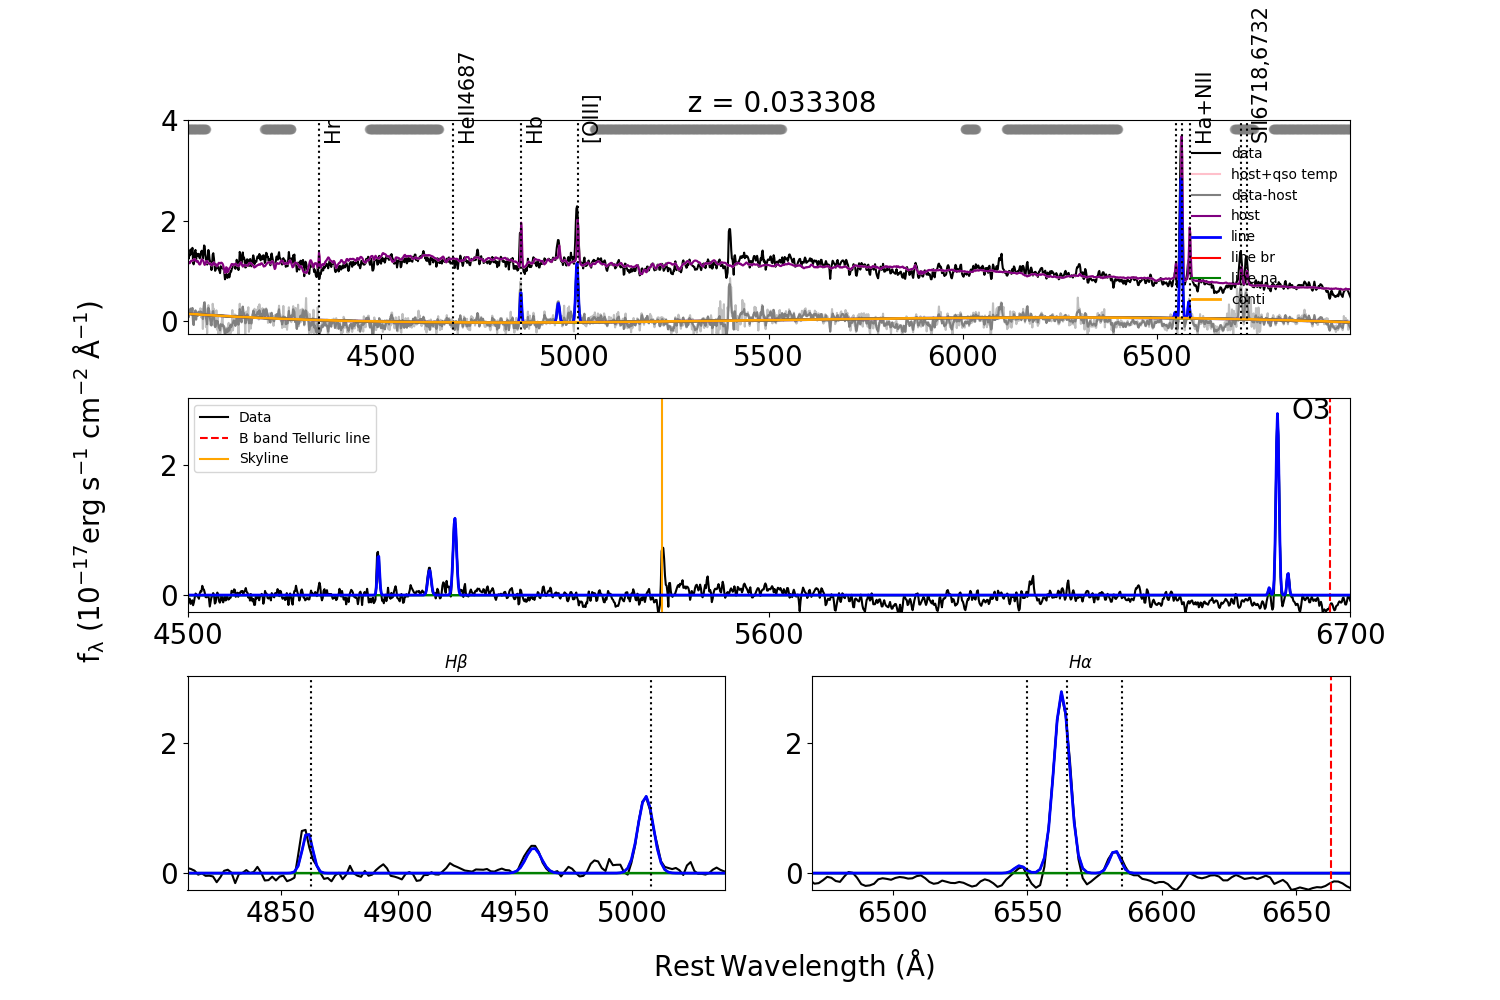 z = 0.033308
Hr
HeII4687
Hb
[OIII]
Ha+NII
SII6718,6732
4
2
0
data
host+qso temp
data-host
host
line
line br
line na
conti
4500
5000
5500
6000
6500
f_λ (10^{-17} erg s^{-1} cm^{-2} Å^{-1})
Data
B band Telluric line
Skyline
O3
2
0
4500
5600
6700
Hβ
2
0
4850
4900
4950
5000
Hα
2
0
6500
6550
6600
6650
Rest Wavelength (Å)